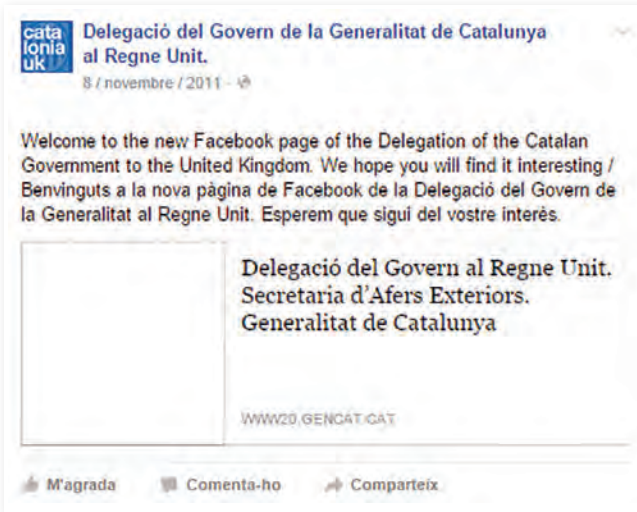 cata
lonia
uk
Delegació del Govern de la Generalitat de Catalunya
al Regne Unit.
8 / novembre / 2011 ·
Welcome to the new Facebook page of the Delegation of the Catalan
Government to the United Kingdom. We hope you will find it interesting /
Benvinguts a la nova pàgina de Facebook de la Delegació del Govern de
la Generalitat al Regne Unit. Esperem que sigui del vostre interès.
Delegació del Govern al Regne Unit.
Secretaria d'Afers Exteriors.
Generalitat de Catalunya
WWW20.GENCAT.CAT
M'agrada Comenta-ho Comparteix